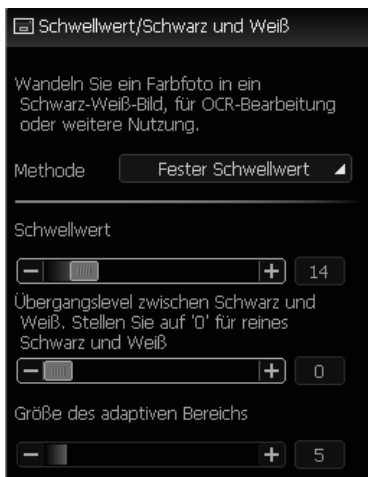 Schwellwert/Schwarz und Weiß
Wandeln Sie ein Farbfoto in ein
Schwarz-Weiß-Bild, für OCR-Bearbeitung
oder weitere Nutzung.
Methode Fester Schwellwert
Schwellwert
14
Übergangslevel zwischen Schwarz und
Weiß. Stellen Sie auf '0' für reines
Schwarz und Weiß
0
Größe des adaptiven Bereichs
5